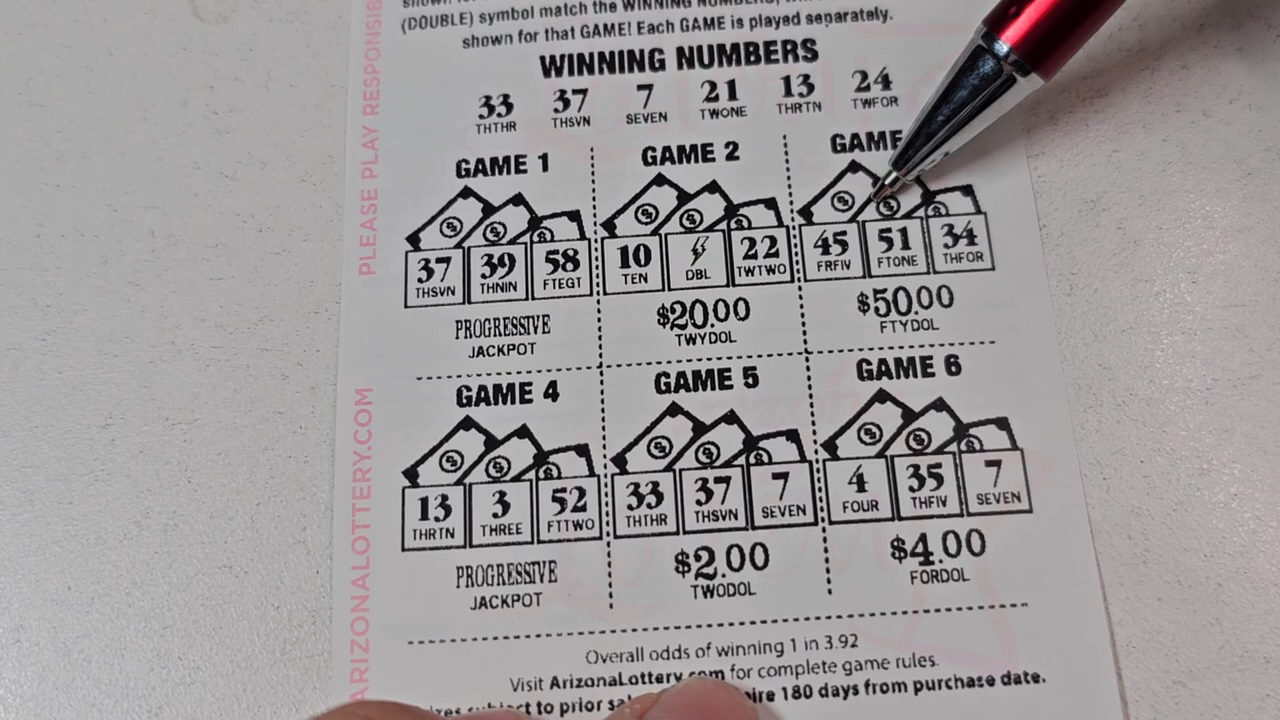 (DOUBLE) symbol match the WINNING NUMBERS,
shown for that GAME! Each GAME is played separately.
WINNING NUMBERS
33 37 7 21 13 24
THTHR THSVN SEVEN TWONE THRTN TWFOR
GAME 1 GAME 2 GAME
37 39 58 10 22 45 51 34
THSVN THNIN FTEGT TEN DBL TWTWO FRFIV FTONE THFOR
PROGRESSIVE $20.00 $50.00
JACKPOT TWYDOL FTYDOL
GAME 4 GAME 5 GAME 6
13 3 52 33 37 7 4 35 7
THRTN THREE FTTWO THTHR THSVN SEVEN FOUR THFIV SEVEN
PROGRESSIVE $2.00 $4.00
JACKPOT TWODOL FORDOL
Overall odds of winning 1 in 3.92
Visit ArizonaLottery.com for complete game rules.
to prior 180 days from purchase date.
PLEASE PLAY
ARIZONALOTTERY.COM